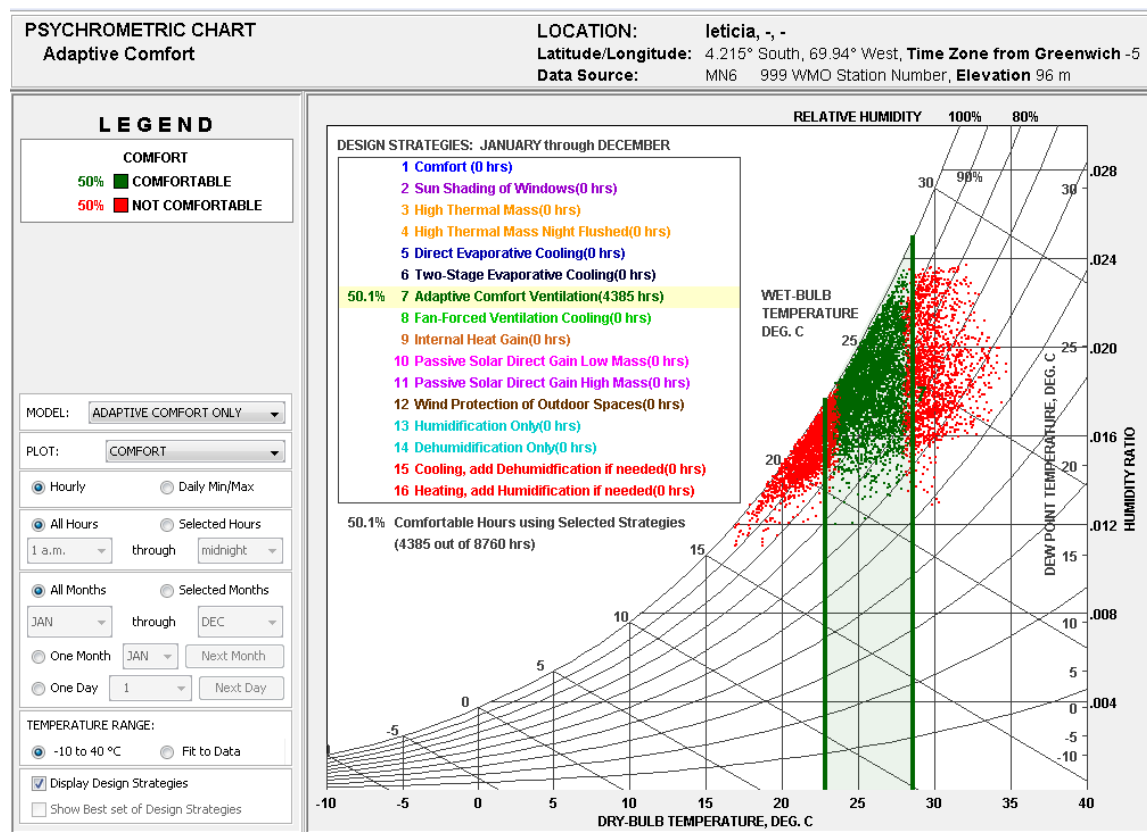 PSYCHROMETRIC CHART
Adaptive Comfort
LOCATION: leticia, -, -
Latitude/Longitude: 4.215° South, 69.94° West, Time Zone from Greenwich -5
Data Source: MN6 999 WMO Station Number, Elevation 96 m
LEGEND
COMFORT
50% COMFORTABLE
50% NOT COMFORTABLE
MODEL: ADAPTIVE COMFORT ONLY
PLOT: COMFORT
Hourly Daily Min/Max
All Hours Selected Hours
1 a.m. through midnight
All Months Selected Months
JAN through DEC
One Month JAN Next Month
One Day 1 Next Day
TEMPERATURE RANGE:
-10 to 40 °C Fit to Data
Display Design Strategies
Show Best set of Design Strategies
RELATIVE HUMIDITY 100% 80%
90%
DESIGN STRATEGIES: JANUARY through DECEMBER
1 Comfort (0 hrs)
2 Sun Shading of Windows(0 hrs)
3 High Thermal Mass(0 hrs)
4 High Thermal Mass Night Flushed(0 hrs)
5 Direct Evaporative Cooling(0 hrs)
6 Two-Stage Evaporative Cooling(0 hrs)
50.1% 7 Adaptive Comfort Ventilation(4385 hrs)
8 Fan-Forced Ventilation Cooling(0 hrs)
9 Internal Heat Gain(0 hrs)
10 Passive Solar Direct Gain Low Mass(0 hrs)
11 Passive Solar Direct Gain High Mass(0 hrs)
12 Wind Protection of Outdoor Spaces(0 hrs)
13 Humidification Only(0 hrs)
14 Dehumidification Only(0 hrs)
15 Cooling, add Dehumidfication if needed(0 hrs)
16 Heating, add Humidification if needed(0 hrs)
50.1% Comfortable Hours using Selected Strategies
(4385 out of 8760 hrs)
WET-BULB
TEMPERATURE
DEG. C
-5
0
5
10
15
20
25
30
DEW POINT TEMPERATURE, DEG. C
30
25
20
15
10
5
0
-5
-10
HUMIDITY RATIO
.028
.024
.020
.016
.012
.008
.004
-10 -5 0 5 10 15 20 25 30 35 40
DRY-BULB TEMPERATURE, DEG. C